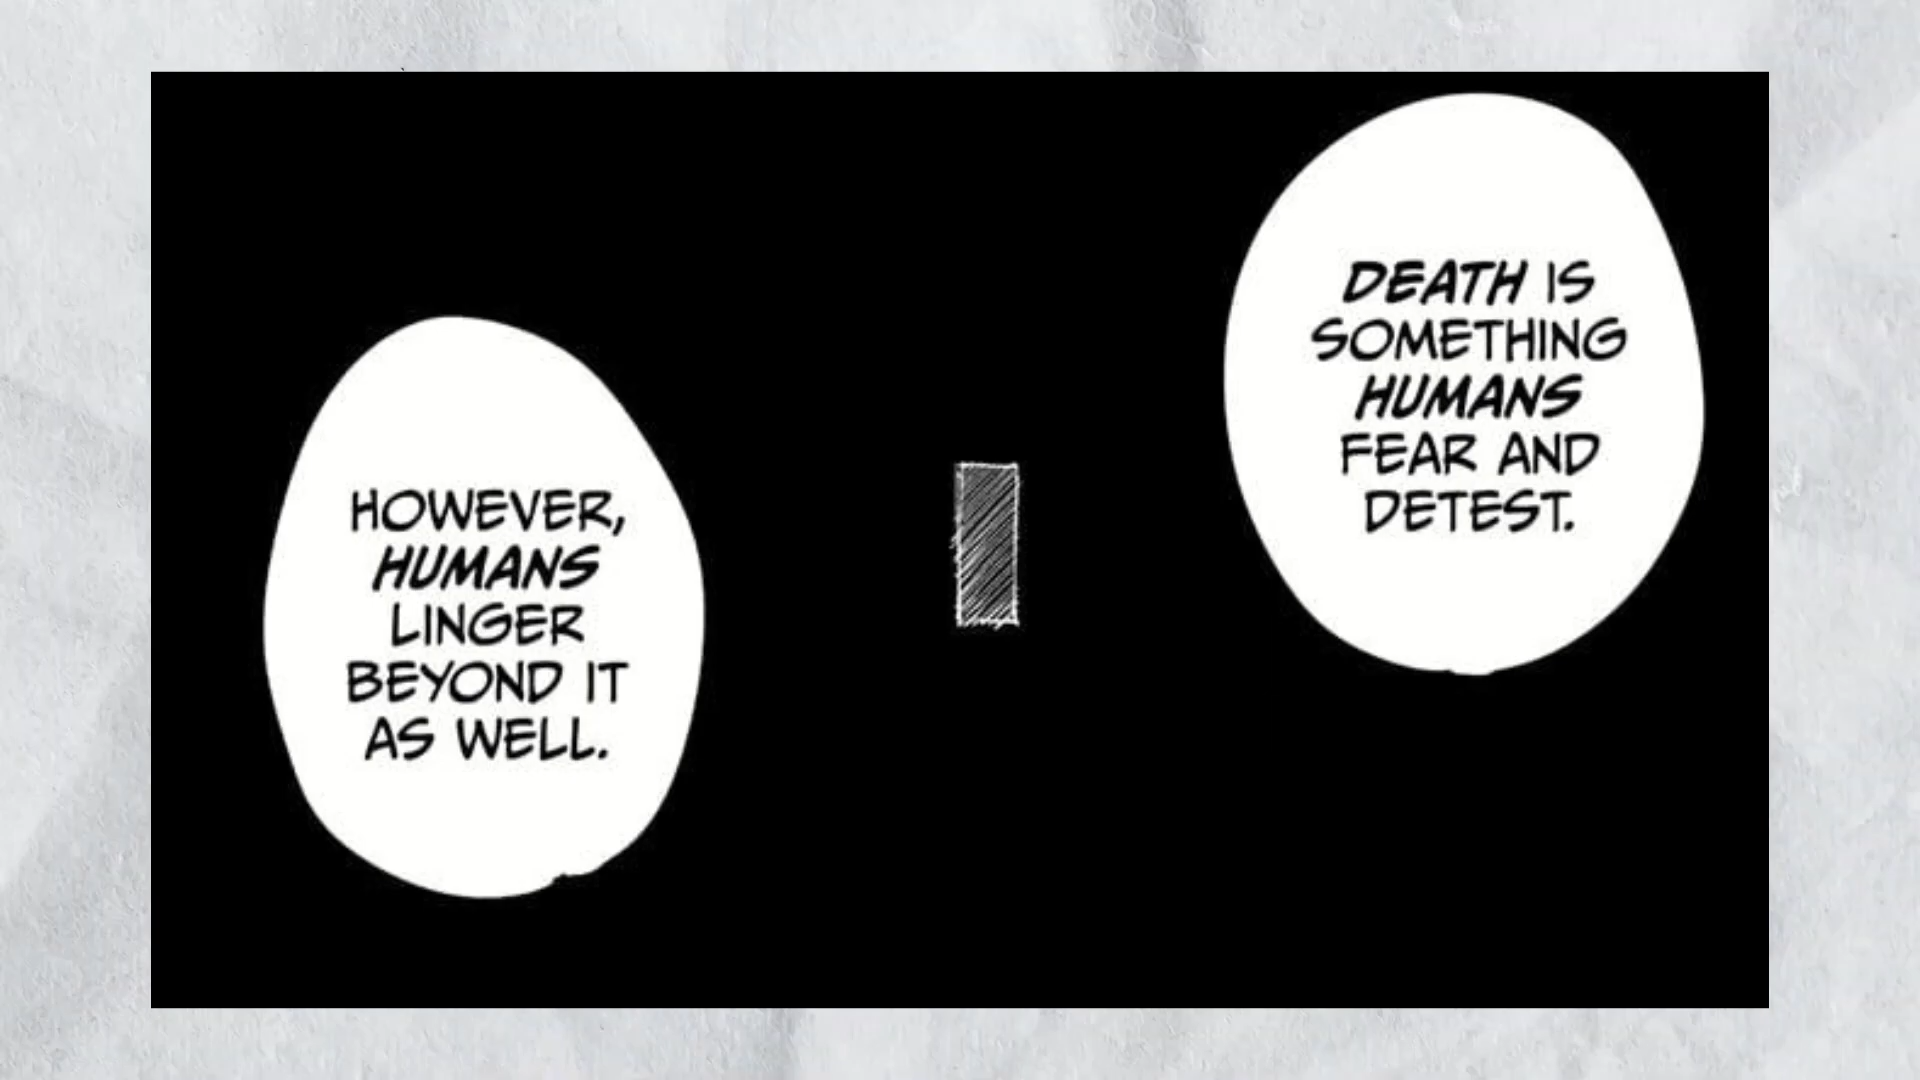 DEATH IS
SOMETHING
HUMANS
FEAR AND
DETEST.
HOWEVER,
HUMANS
LINGER
BEYOND IT
AS WELL.